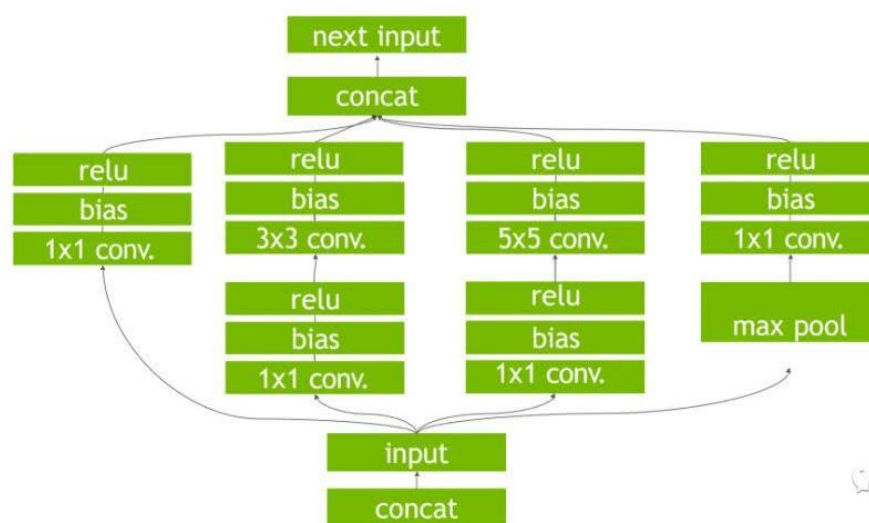 next input
concat
relu
bias
1x1 conv.
relu
bias
3x3 conv.
relu
bias
1x1 conv.
relu
bias
5x5 conv.
relu
bias
1x1 conv.
relu
bias
1x1 conv.
max pool
input
concat